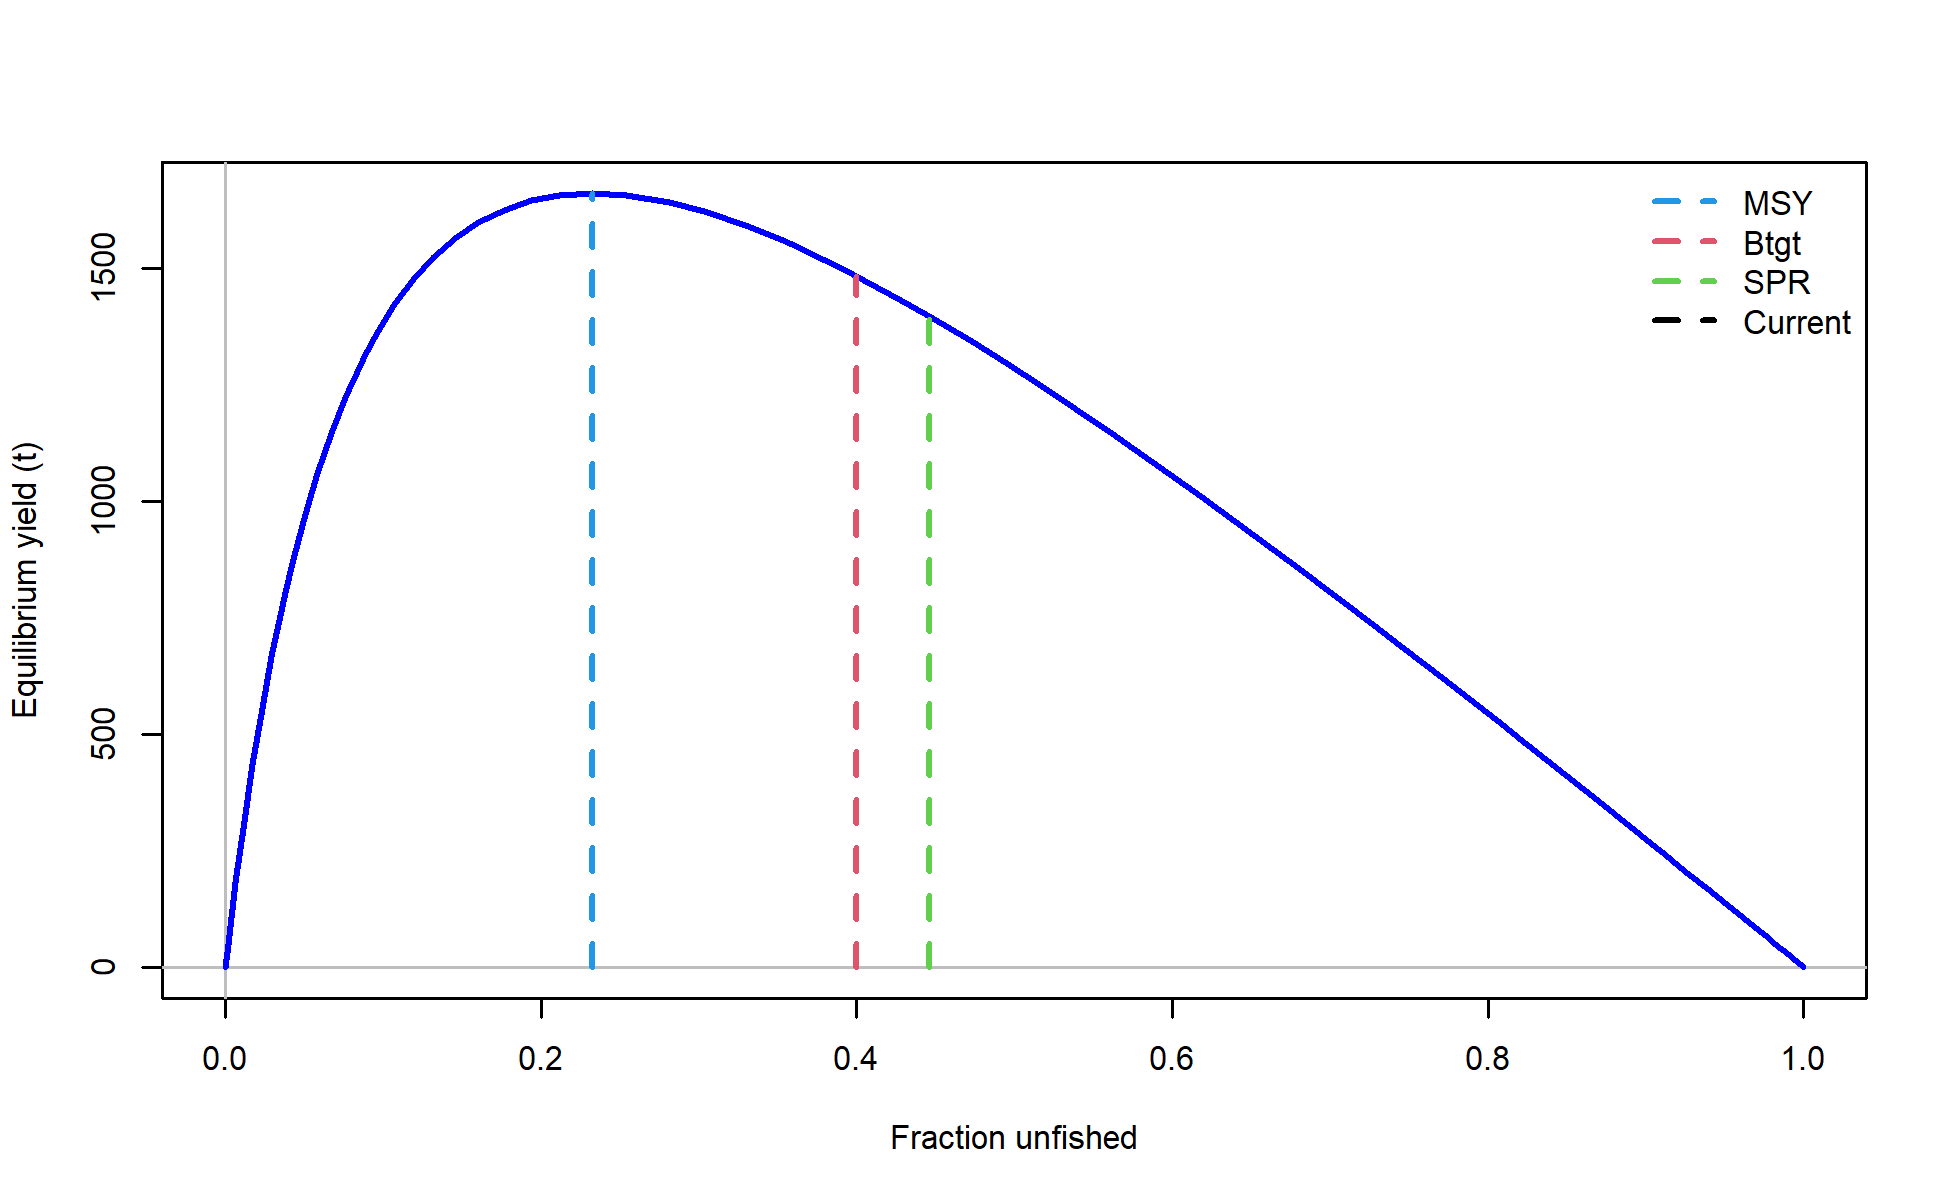 MSY
Btgt
SPR
Current
Equilibrium yield (t)
1500
1000
500
0
0.0 0.2 0.4 0.6 0.8 1.0
Fraction unfished